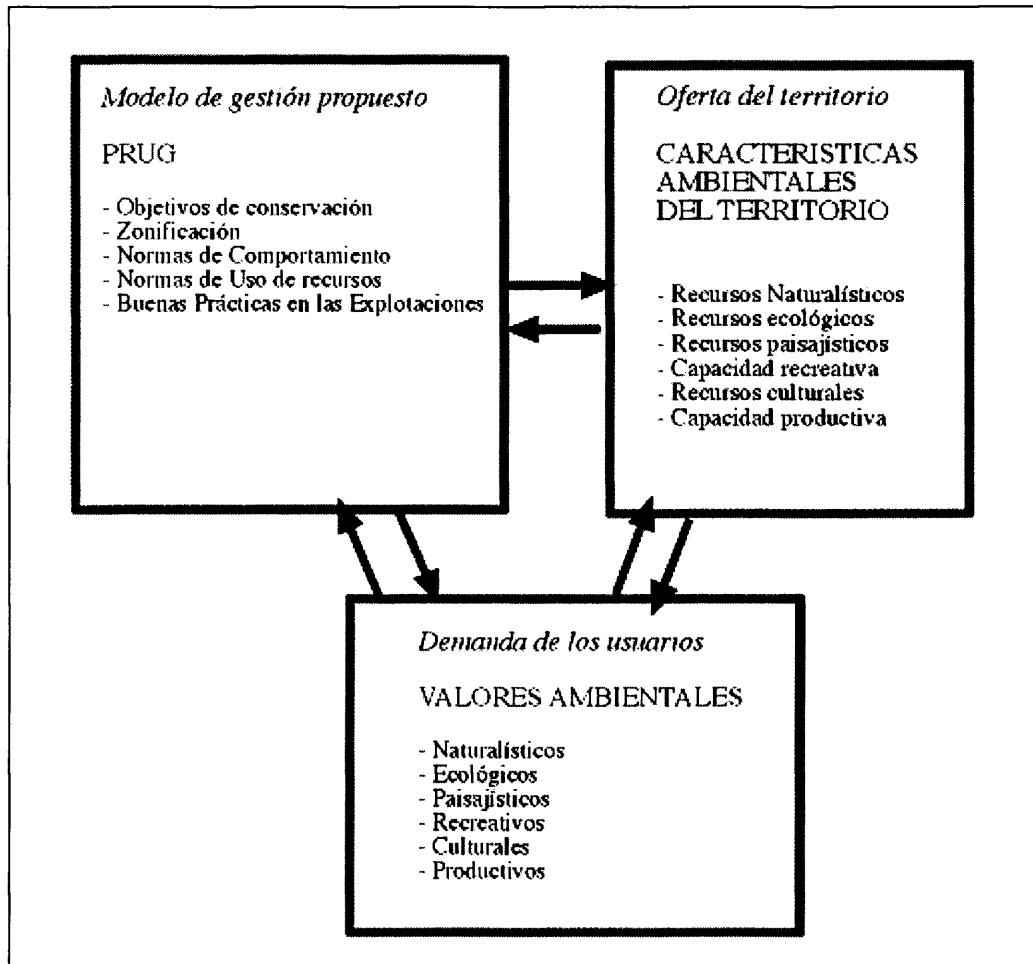 Modelo de gestión propuesto
PRUG
- Objetivos de conservación
- Zonificación
- Normas de Comportamiento
- Normas de Uso de recursos
- Buenas Prácticas en las Explotaciones
Oferta del territorio
CARACTERISTICAS
AMBIENTALES
DEL TERRITORIO
- Recursos Naturalísticos
- Recursos ecológicos
- Recursos paisajísticos
- Capacidad recreativa
- Recursos culturales
- Capacidad productiva
Demanda de los usuarios
VALORES AMBIENTALES
- Naturalísticos
- Ecológicos
- Paisajísticos
- Recreativos
- Culturales
- Productivos